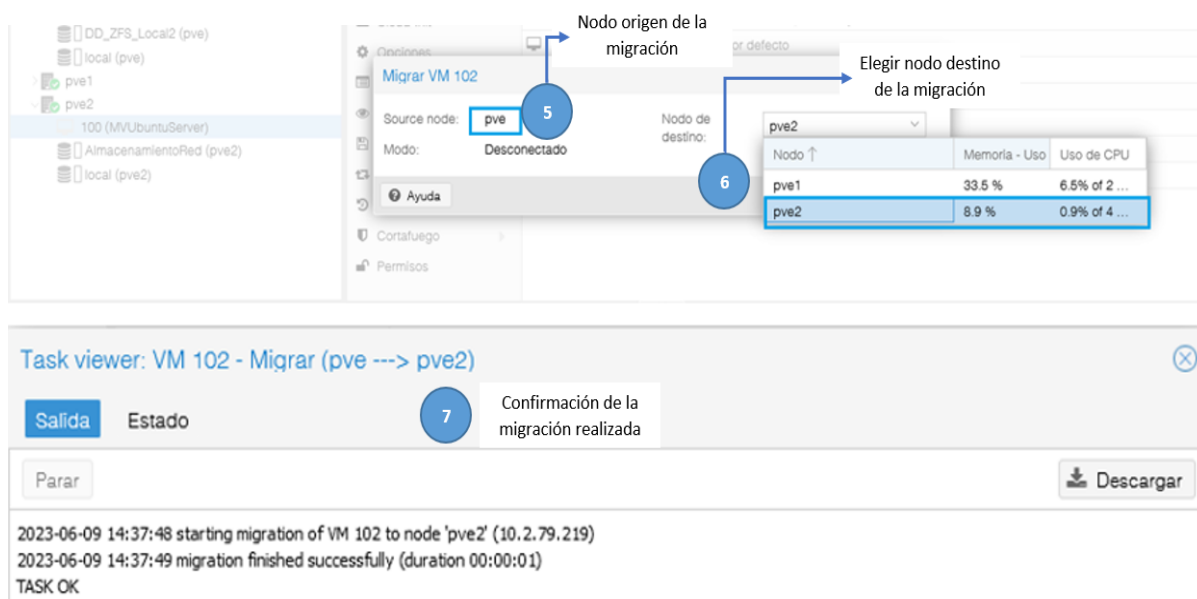 Nodo origen de la
migración
DD_ZFS_Local2 (pve)
local (pve)
Opciones
or defecto
Elegir nodo destino
de la migración
pve1
Migrar VM 102
pve2
Source node:
pve
5
Nodo de
destino:
pve2
100 (MVUbuntuServer)
Modo:
Desconectado
AlmacenamientoRed (pve2)
Nodo ↑
Memoria - Uso
Uso de CPU
local (pve2)
6
pve1
33.5 %
6.5% of 2 ...
Ayuda
pve2
8.9 %
0.9% of 4 ...
Cortafuego
Permisos
Task viewer: VM 102 - Migrar (pve ---> pve2)
Salida
Estado
7
Confirmación de la
migración realizada
Parar
Descargar
2023-06-09 14:37:48 starting migration of VM 102 to node 'pve2' (10.2.79.219)
2023-06-09 14:37:49 migration finished successfully (duration 00:00:01)
TASK OK